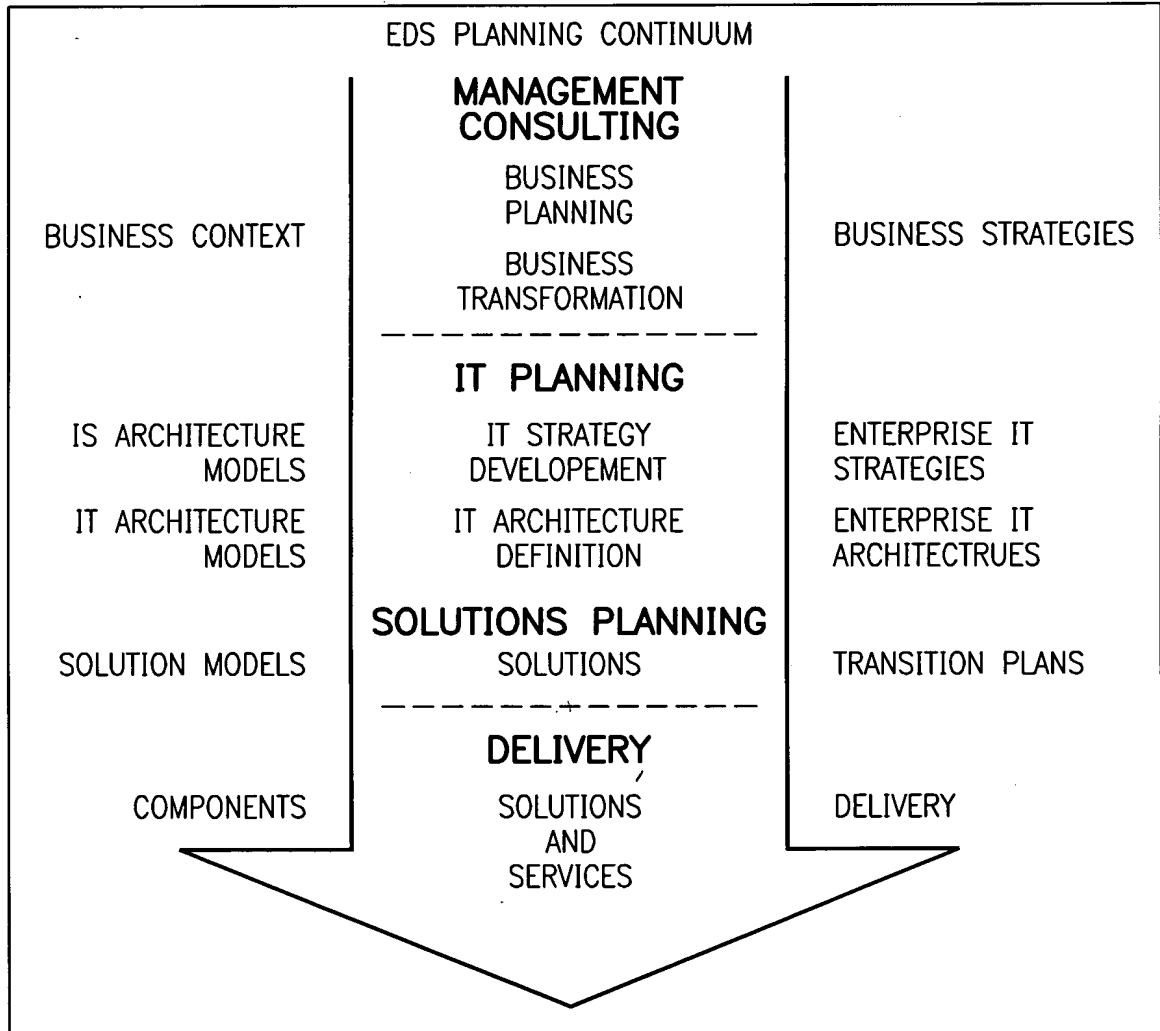 EDS PLANNING CONTINUUM
MANAGEMENT
CONSULTING
BUSINESS
PLANNING
BUSINESS CONTEXT
BUSINESS STRATEGIES
BUSINESS
TRANSFORMATION
IT PLANNING
IS ARCHITECTURE
MODELS
IT STRATEGY
DEVELOPEMENT
ENTERPRISE IT
STRATEGIES
IT ARCHITECTURE
MODELS
IT ARCHITECTURE
DEFINITION
ENTERPRISE IT
ARCHITECTRUES
SOLUTIONS PLANNING
SOLUTION MODELS
SOLUTIONS
TRANSITION PLANS
DELIVERY
COMPONENTS
SOLUTIONS
AND
SERVICES
DELIVERY